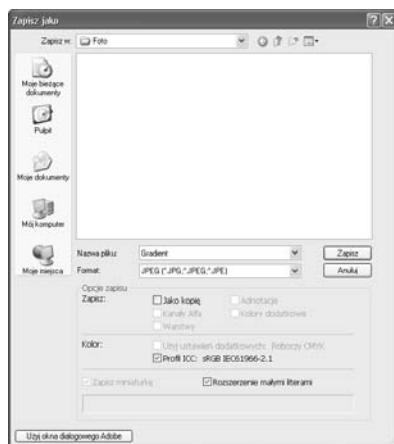 Zapisz jako
Zapisz w: Foto
Moje bieżące dokumenty
Pulpit
Moje dokumenty
Mój komputer
Moje miejsca
Nazwa pliku: Gradient Zapisz
Format: JPEG (*.JPG;*.JPEG;*.JPE) Anuluj
Opcje zapisu
Zapisz: Jako kopię Adnotacje
Kanały Alfa Kolory dodatkowe
Warstwy
Kolor: Użyj ustawień dodatkowych: Roboczy CMYK
Profil ICC: sRGB IEC61966-2.1
Zapisz miniaturkę Rozszerzenie małymi literami
Użyj okna dialogowego Adobe